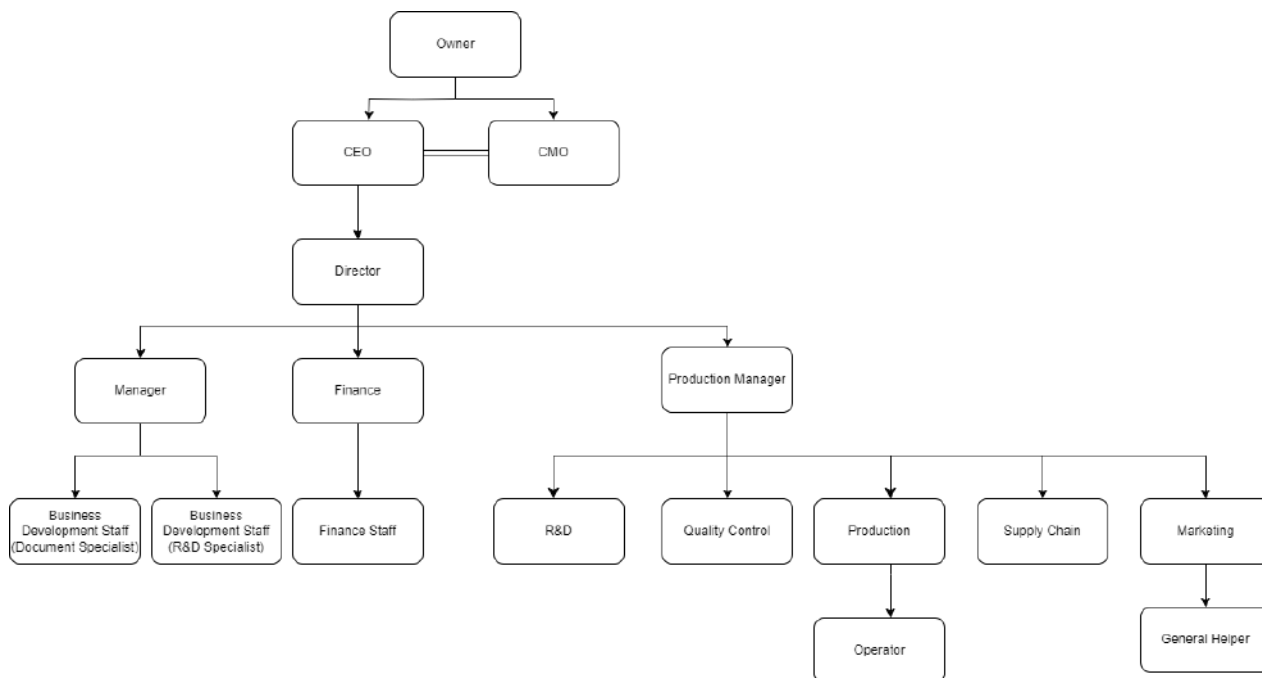 Owner
CEO
CMO
Director
Manager
Finance
Production Manager
Business
Development Staff
(Document Specialist)
Business
Development Staff
(R&D Specialist)
Finance Staff
R&D
Quality Control
Production
Supply Chain
Marketing
Operator
General Helper